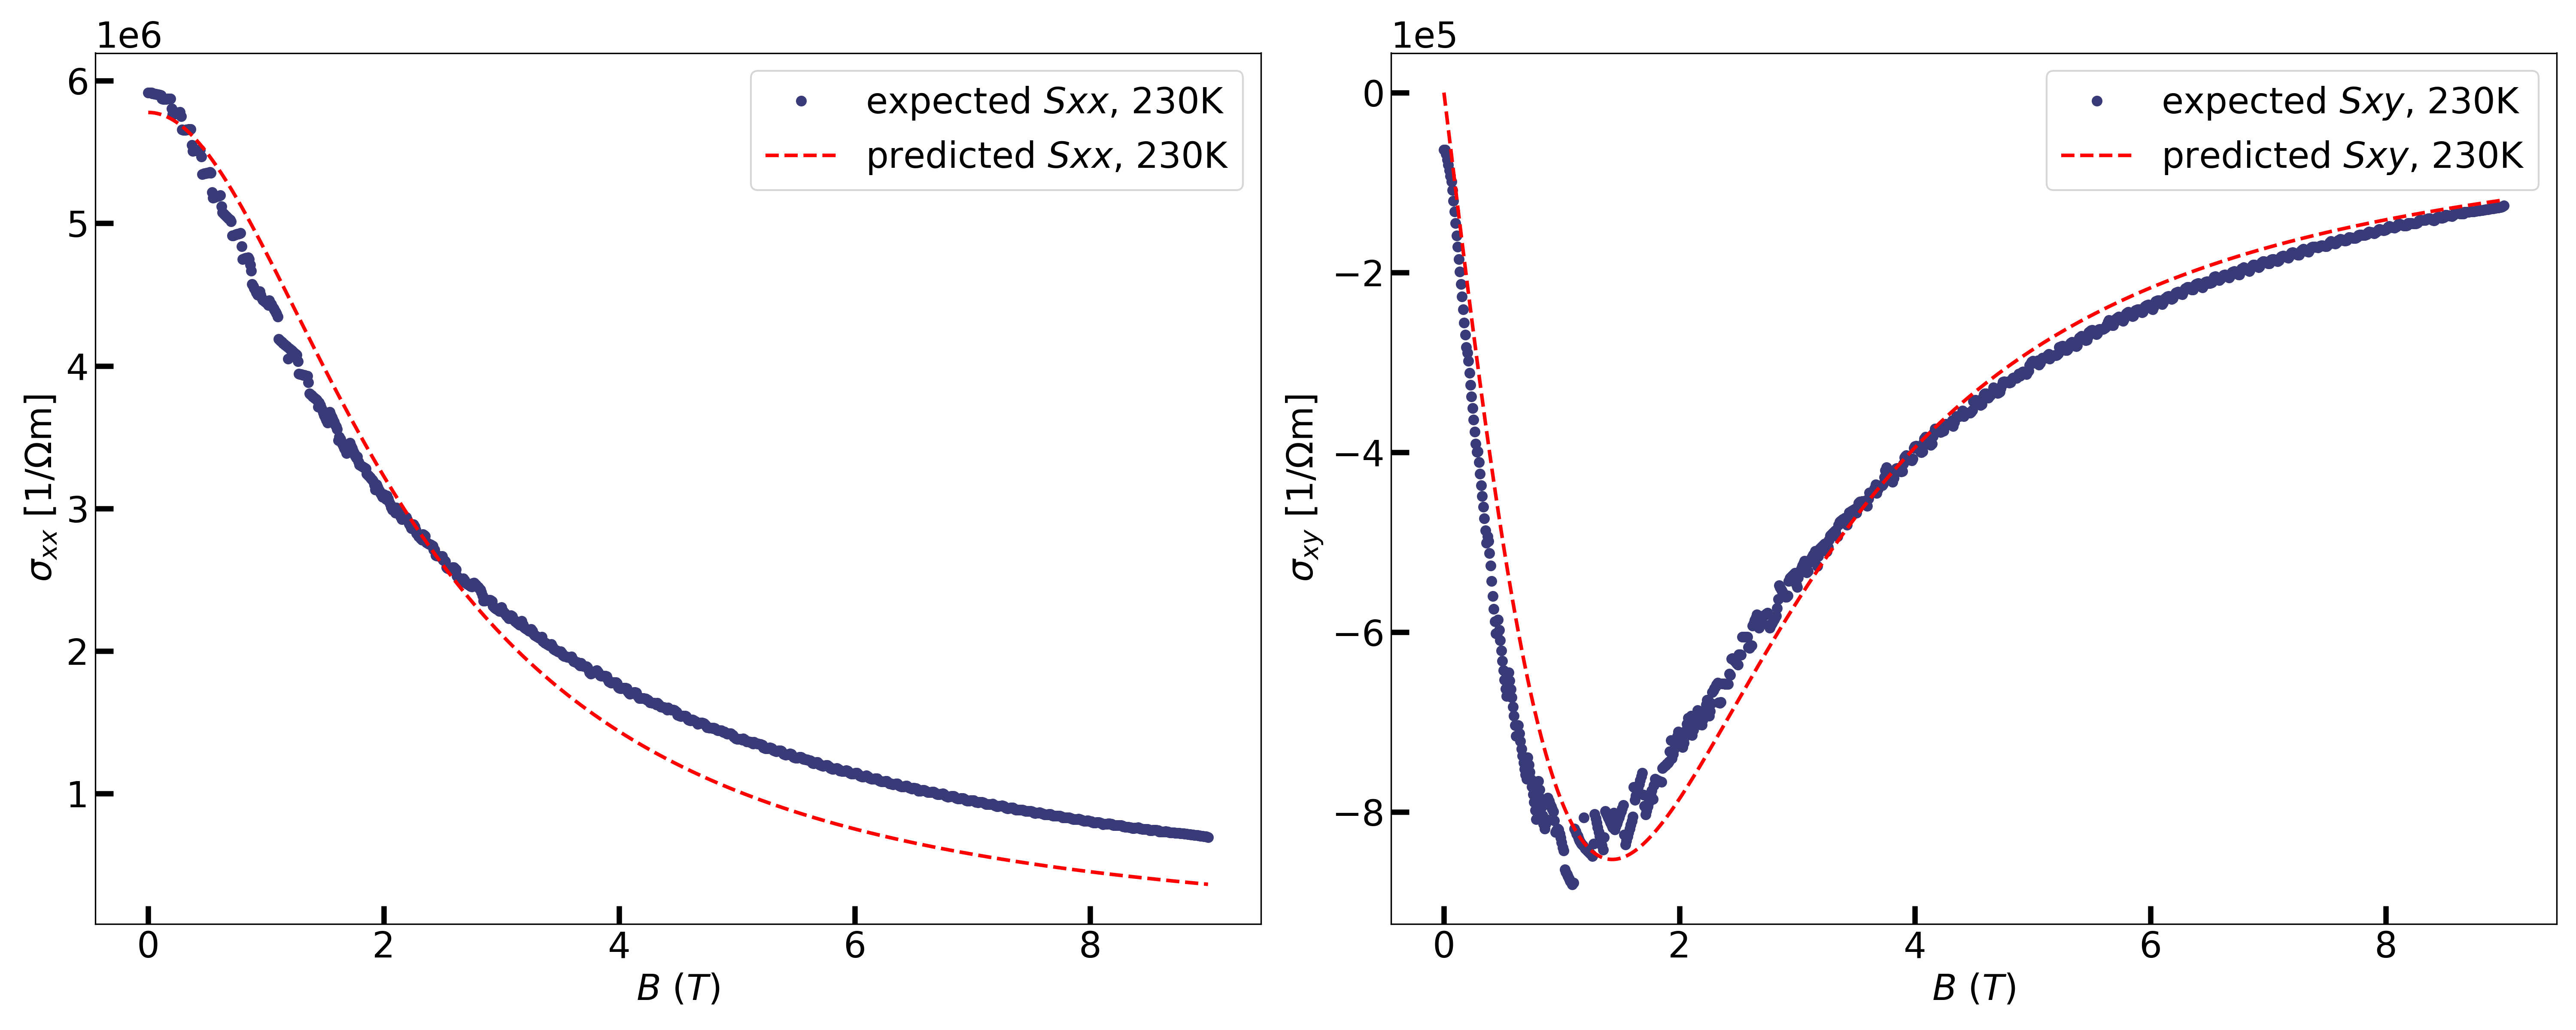 1e6
6
5
4
3
2
1
σxx [1/Ωm]
expected Sxx, 230K
predicted Sxx, 230K
0 2 4 6 8
B (T)
1e5
0
−2
−4
−6
−8
σxy [1/Ωm]
expected Sxy, 230K
predicted Sxy, 230K
0 2 4 6 8
B (T)